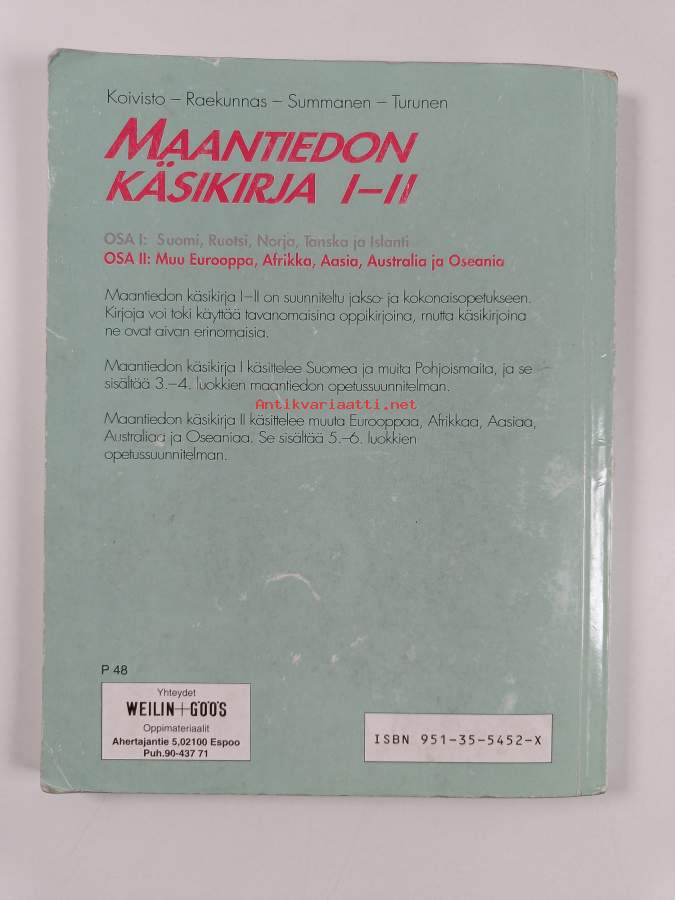 Koivisto – Raekunnas – Summanen – Turunen
MAANTIEDON
KÄSIKIRJA I–II
OSA I: Suomi, Ruotsi, Norja, Tanska ja Islanti
OSA II: Muu Eurooppa, Afrikka, Aasia, Australia ja Oseania
Maantiedon käsikirja I–II on suunniteltu jakso- ja kokonaisopetukseen.
Kirjoja voi toki käyttää tavanomaisina oppikirjoina, mutta käsikirjoina
ne ovat aivan erinomaisia.
Maantiedon käsikirja I käsittelee Suomea ja muita Pohjoismaita, ja se
sisältää 3.–4. luokkien maantiedon opetussuunnitelman.
Antikvariaatti.net
Maantiedon käsikirja II käsittelee muuta Eurooppaa, Afrikkaa, Aasiaa,
Australiaa ja Oseaniaa. Se sisältää 5.–6. luokkien
opetussuunnitelman.
P 48
Yhteydet
WEILIN+GÖÖS
Oppimateriaalit
Ahertajantie 5,02100 Espoo
Puh.90-437 71
ISBN 951-35-5452-X